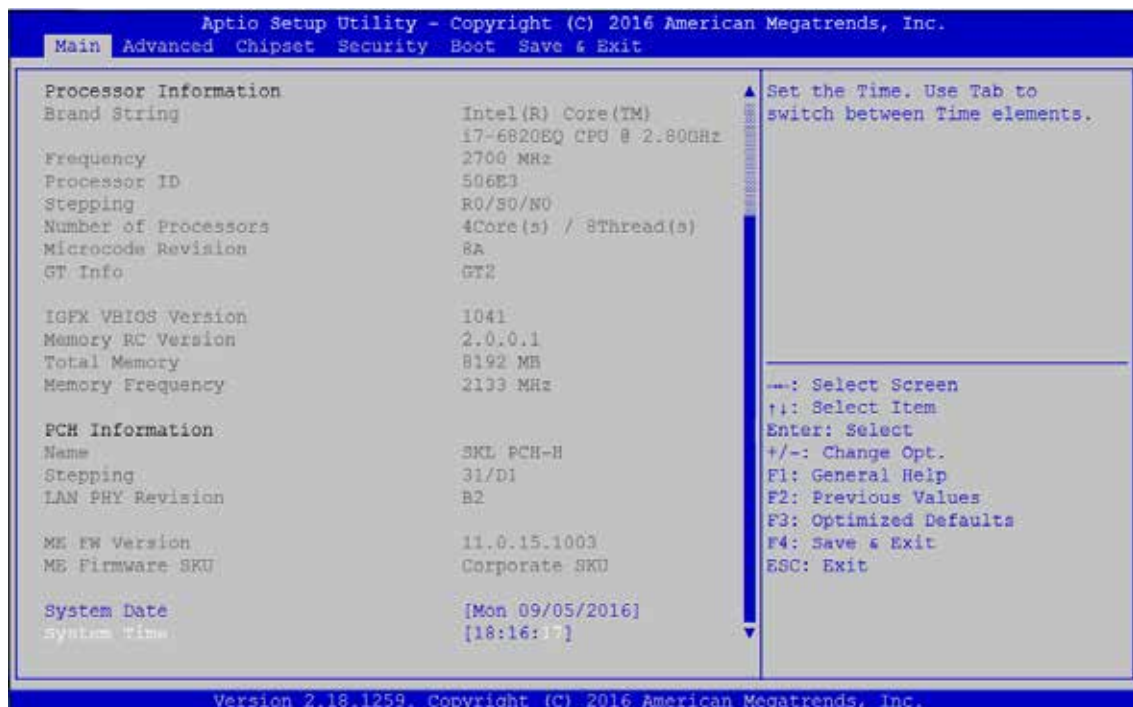 Aptio Setup Utility - Copyright (C) 2016 American Megatrends, Inc.
Main Advanced Chipset Security Boot Save & Exit
Processor Information
Brand String Intel(R) Core(TM)
i7-6820EQ CPU @ 2.80GHz
Frequency 2700 MHz
Processor ID 506E3
Stepping R0/S0/N0
Number of Processors 4Core(s) / 8Thread(s)
Microcode Revision 8A
GT Info GT2
IGFX VBIOS Version 1041
Memory RC Version 2.0.0.1
Total Memory 8192 MB
Memory Frequency 2133 MHz
PCH Information
Name SKL PCH-H
Stepping 31/D1
LAN PHY Revision B2
ME FW Version 11.0.15.1003
ME Firmware SKU Corporate SKU
System Date [Mon 09/05/2016]
System Time [18:16:17]
Set the Time. Use Tab to
switch between Time elements.
→←: Select Screen
↑↓: Select Item
Enter: Select
+/-: Change Opt.
F1: General Help
F2: Previous Values
F3: Optimized Defaults
F4: Save & Exit
ESC: Exit
Version 2.18.1259. Copyright (C) 2016 American Megatrends, Inc.